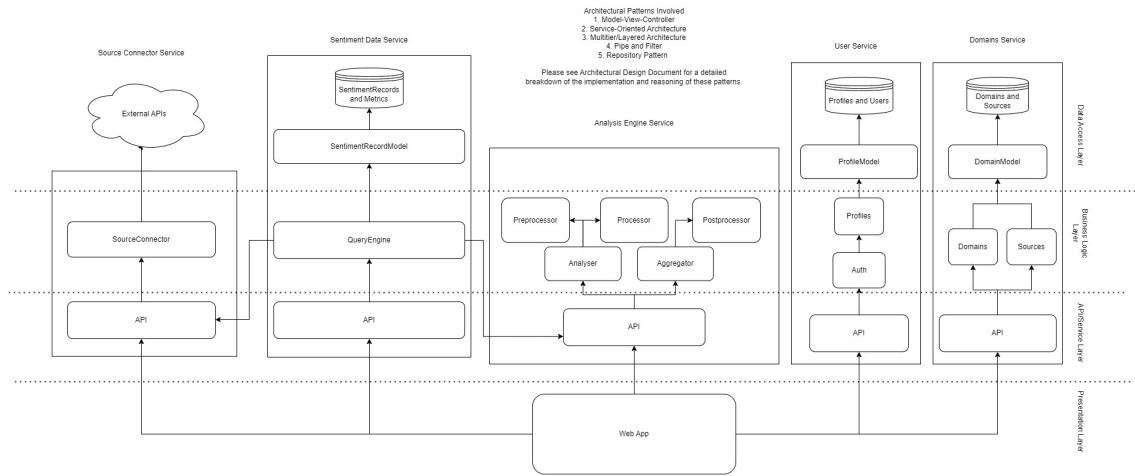 Architectural Patterns Involved
1. Model-View-Controller
2. Service-Oriented Architecture
3. Multitier/Layered Architecture
4. Pipe and Filter
5. Repository Pattern
Please see Architectural Design Document for a detailed
breakdown of the implementation and reasoning of these patterns.
Source Connector Service
External APIs
SourceConnector
API
Sentiment Data Service
SentimentRecords
and Metrics
SentimentRecordModel
QueryEngine
API
Analysis Engine Service
Preprocessor
Processor
Postprocessor
Analyser
Aggregator
API
User Service
Profiles and Users
ProfileModel
Profiles
Auth
API
Domains Service
Domains and
Sources
DomainModel
Domains
Sources
API
Data Access Layer
Business Logic
Layer
API/Service Layer
Presentation Layer
Web App